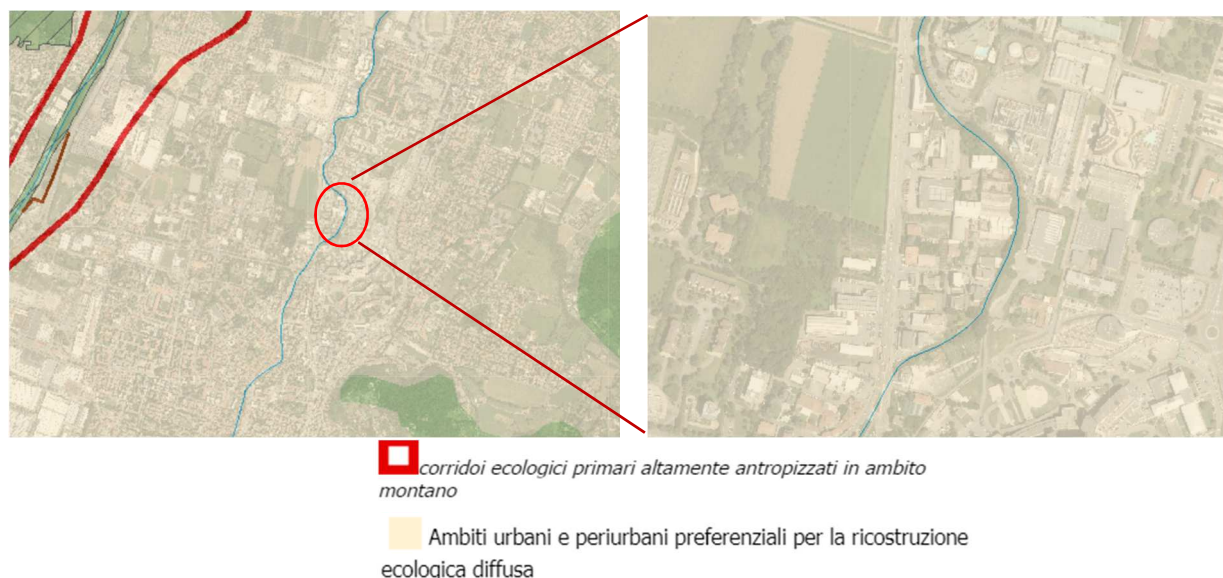 corridoi ecologici primari altamente antropizzati in ambito
montano
Ambiti urbani e periurbani preferenziali per la ricostruzione
ecologica diffusa